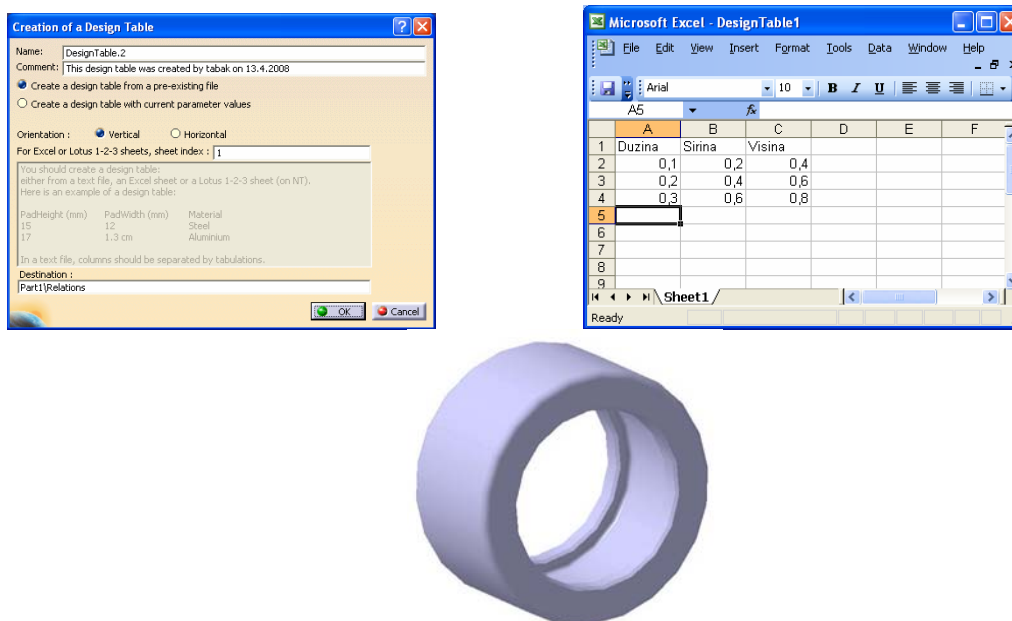 Creation of a Design Table
Name: DesignTable.2
Comment: This design table was created by tabak on 13.4.2008
Create a design table from a pre-existing file
Create a design table with current parameter values
Orientation : Vertical Horizontal
For Excel or Lotus 1-2-3 sheets, sheet index : 1
You should create a design table:
either from a text file, an Excel sheet or a Lotus 1-2-3 sheet (on NT).
Here is an example of a design table:
PadHeight (mm) PadWidth (mm) Material
15 12 Steel
17 1.3 cm Aluminium
In a text file, columns should be separated by tabulations.
Destination :
Part1\Relations
OK Cancel
Microsoft Excel - DesignTable1
File Edit View Insert Format Tools Data Window Help
Arial 10 B I U
A5 fx
A B C D E F
1 Duzina Sirina Visina
2 0,1 0,2 0,4
3 0,2 0,4 0,6
4 0,3 0,6 0,8
5
6
7
8
9
Sheet1
Ready